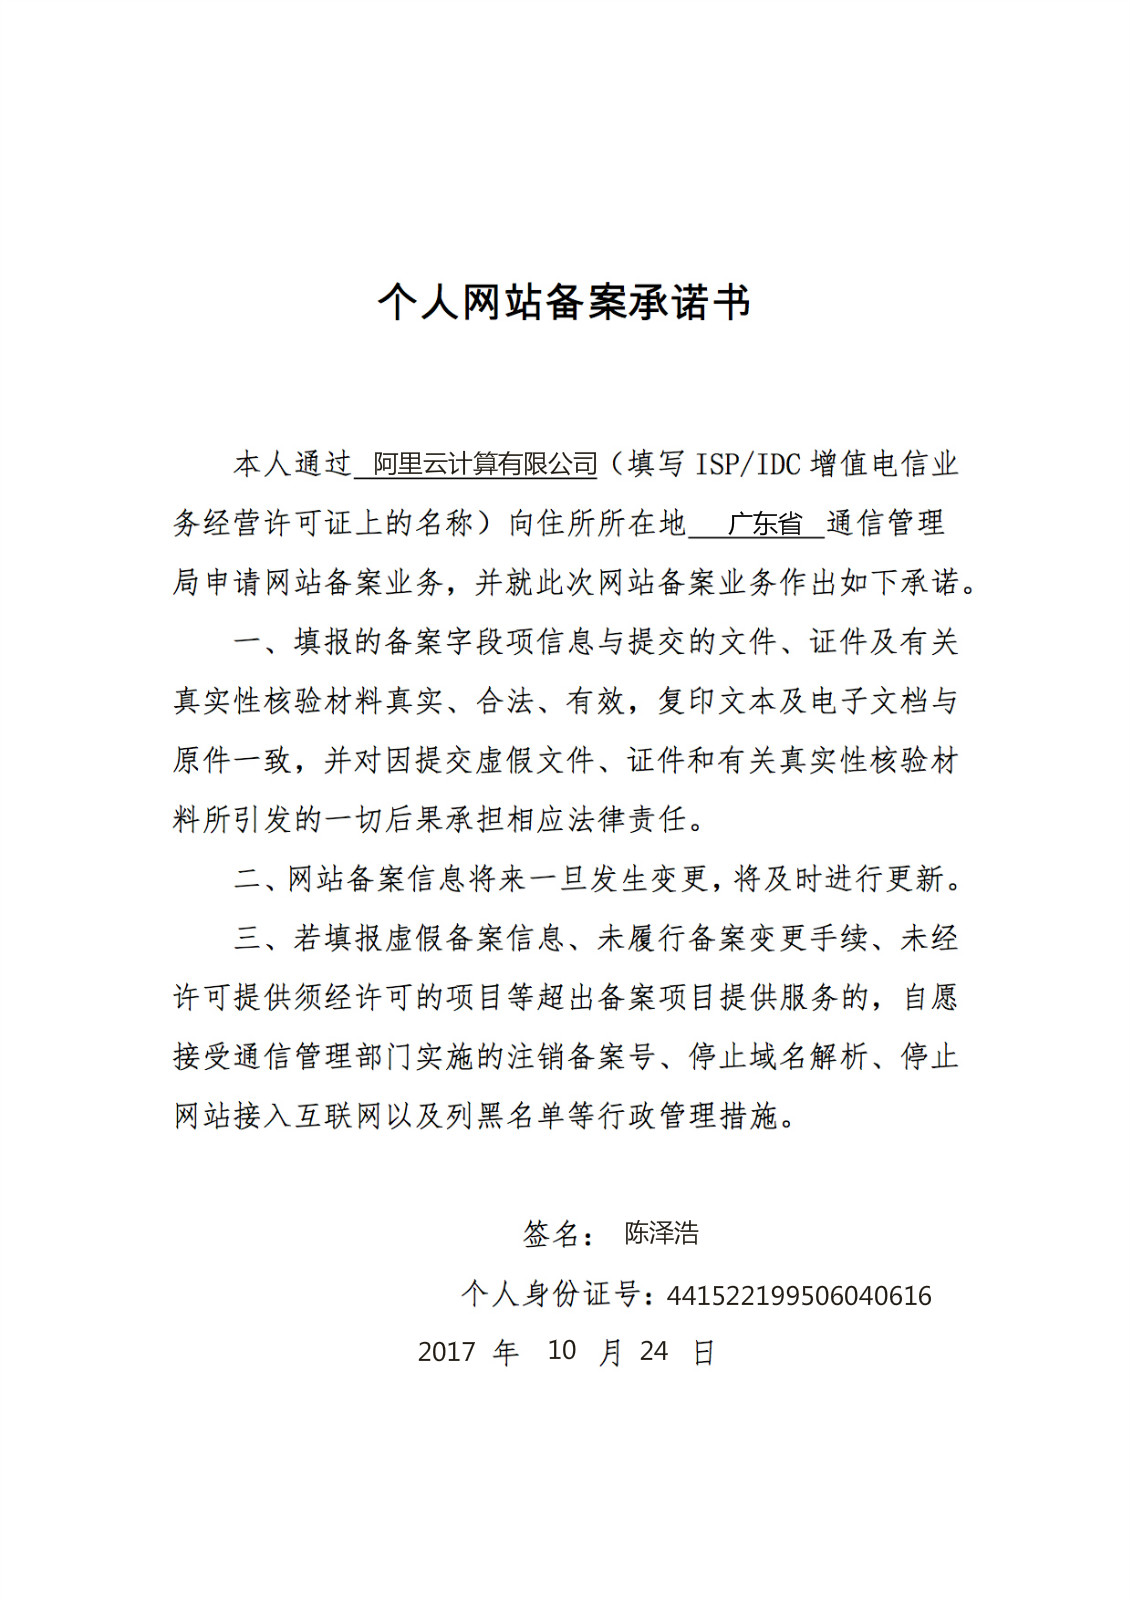 个人网站备案承诺书
本人通过 阿里云计算有限公司（填写 ISP/IDC 增值电信业
务经营许可证上的名称）向住所所在地 广东省 通信管理
局申请网站备案业务，并就此次网站备案业务作出如下承诺。
一、填报的备案字段项信息与提交的文件、证件及有关
真实性核验材料真实、合法、有效，复印文本及电子文档与
原件一致，并对因提交虚假文件、证件和有关真实性核验材
料所引发的一切后果承担相应法律责任。
二、网站备案信息将来一旦发生变更，将及时进行更新。
三、若填报虚假备案信息、未履行备案变更手续、未经
许可提供须经许可的项目等超出备案项目提供服务的，自愿
接受通信管理部门实施的注销备案号、停止域名解析、停止
网站接入互联网以及列黑名单等行政管理措施。
签名： 陈泽浩
个人身份证号：441522199506040616
2017 年 10 月 24 日